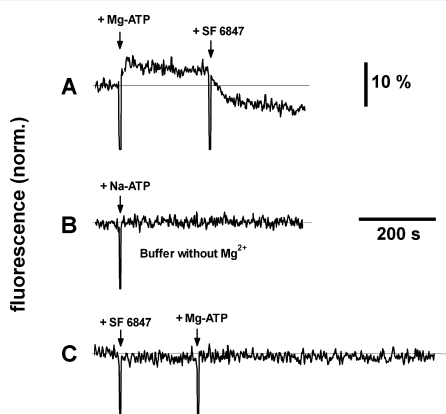 + Mg-ATP
+ SF 6847
A
10 %
fluorescence (norm.)
+ Na-ATP
B
Buffer without Mg2+
200 s
+ SF 6847
+ Mg-ATP
C